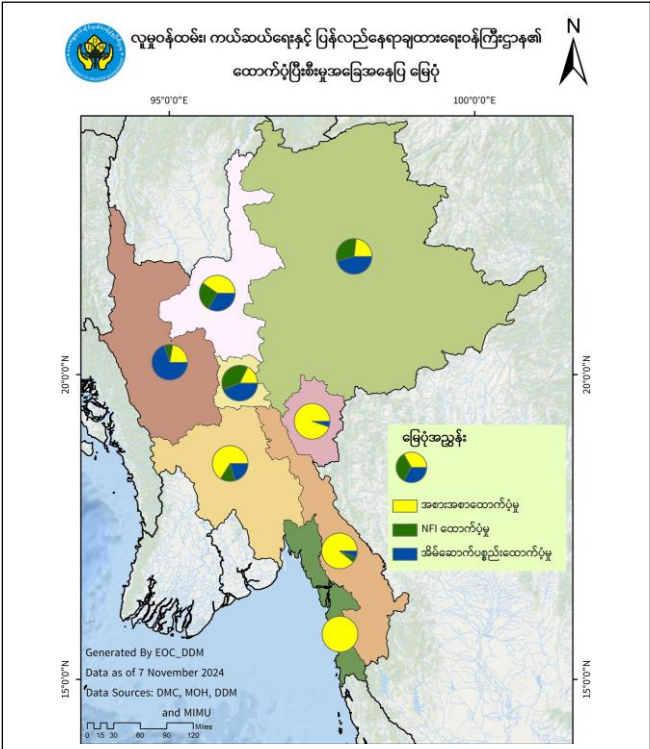 လူမှုဝန်ထမ်း၊ ကယ်ဆယ်ရေးနှင့် ပြန်လည်နေရာချထားရေးဝန်ကြီးဌာန၏
ထောက်ပံ့ပြီးစီးမှုအခြေအနေပြ မြေပုံ
N
95°0'0"E
100°0'0"E
20°0'0"N
20°0'0"N
မြေပုံအညွှန်း
အစားအစာထောက်ပံ့မှု
NFI ထောက်ပံ့မှု
အိမ်ဆောက်ပစ္စည်းထောက်ပံ့မှု
15°0'0"N
15°0'0"N
Generated By EOC_DDM
Data as of 7 November 2024
Data Sources: DMC, MOH, DDM
and MIMU
Miles
0 15 30 60 90 120